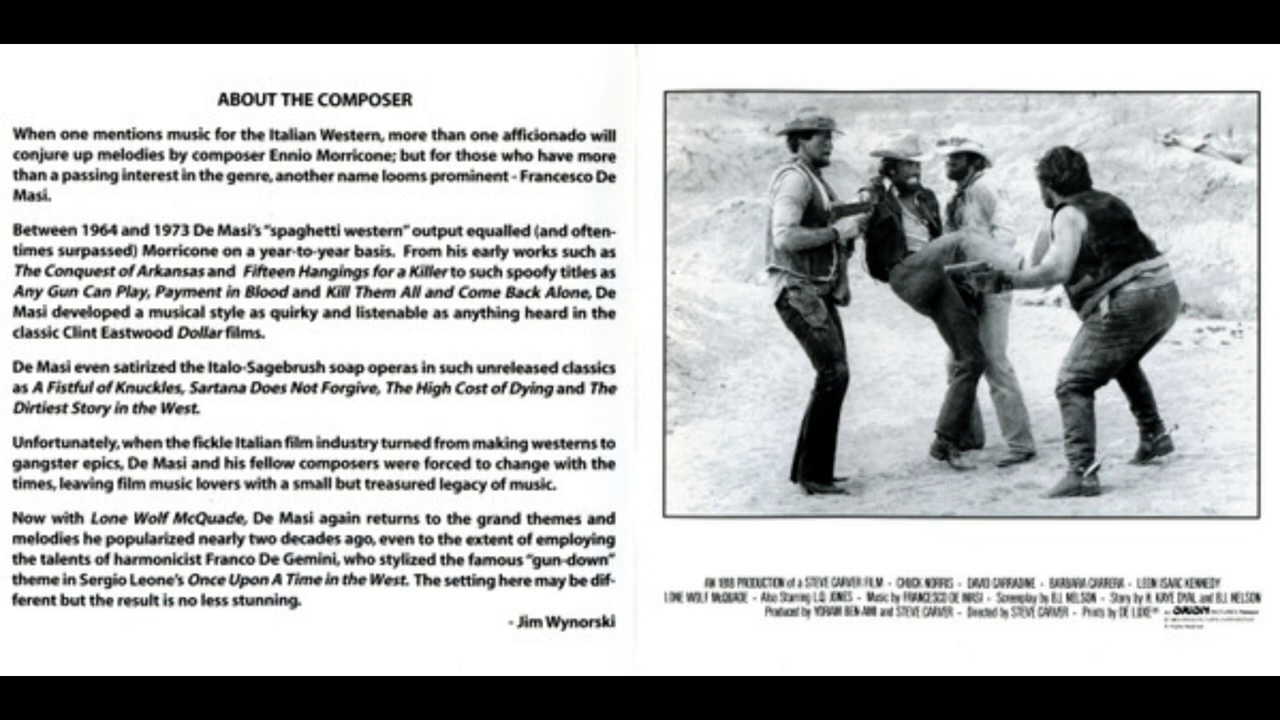 ABOUT THE COMPOSER
When one mentions music for the Italian Western, more than one afficionado will
conjure up melodies by composer Ennio Morricone; but for those who have more
than a passing interest in the genre, another name looms prominent - Francesco De
Masi.
Between 1964 and 1973 De Masi's "spaghetti western" output equalled (and often-
times surpassed) Morricone on a year-to-year basis. From his early works such as
The Conquest of Arkansas and Fifteen Hangings for a Killer to such spoofy titles as
Any Gun Can Play, Payment in Blood and Kill Them All and Come Back Alone, De
Masi developed a musical style as quirky and listenable as anything heard in the
classic Clint Eastwood Dollar films.
De Masi even satirized the Italo-Sagebrush soap operas in such unreleased classics
as A Fistful of Knuckles, Sartana Does Not Forgive, The High Cost of Dying and The
Dirtiest Story in the West.
Unfortunately, when the fickle Italian film industry turned from making westerns to
gangster epics, De Masi and his fellow composers were forced to change with the
times, leaving film music lovers with a small but treasured legacy of music.
Now with Lone Wolf McQuade, De Masi again returns to the grand themes and
melodies he popularized nearly two decades ago, even to the extent of employing
the talents of harmonicist Franco De Gemini, who stylized the famous "gun-down"
theme in Sergio Leone's Once Upon A Time in the West. The setting here may be dif-
ferent but the result is no less stunning.
- Jim Wynorski
PRODUCTION of a STEVE CARVER FILM - CHUCK NORRIS - DAVID CARRADINE - BARBARA CARRERA - LEON ISAAC KENNEDY
LONE WOLF McQUADE - Also Starring L.Q. JONES - Music by FRANCESCO DE MASI - Screenplay by B.J. NELSON - Story by H. KAYE DYAL and B.J. NELSON
Produced by YORAM BEN-AMI and STEVE CARVER - Directed by STEVE CARVER - Prints by DE LUXE® ORION